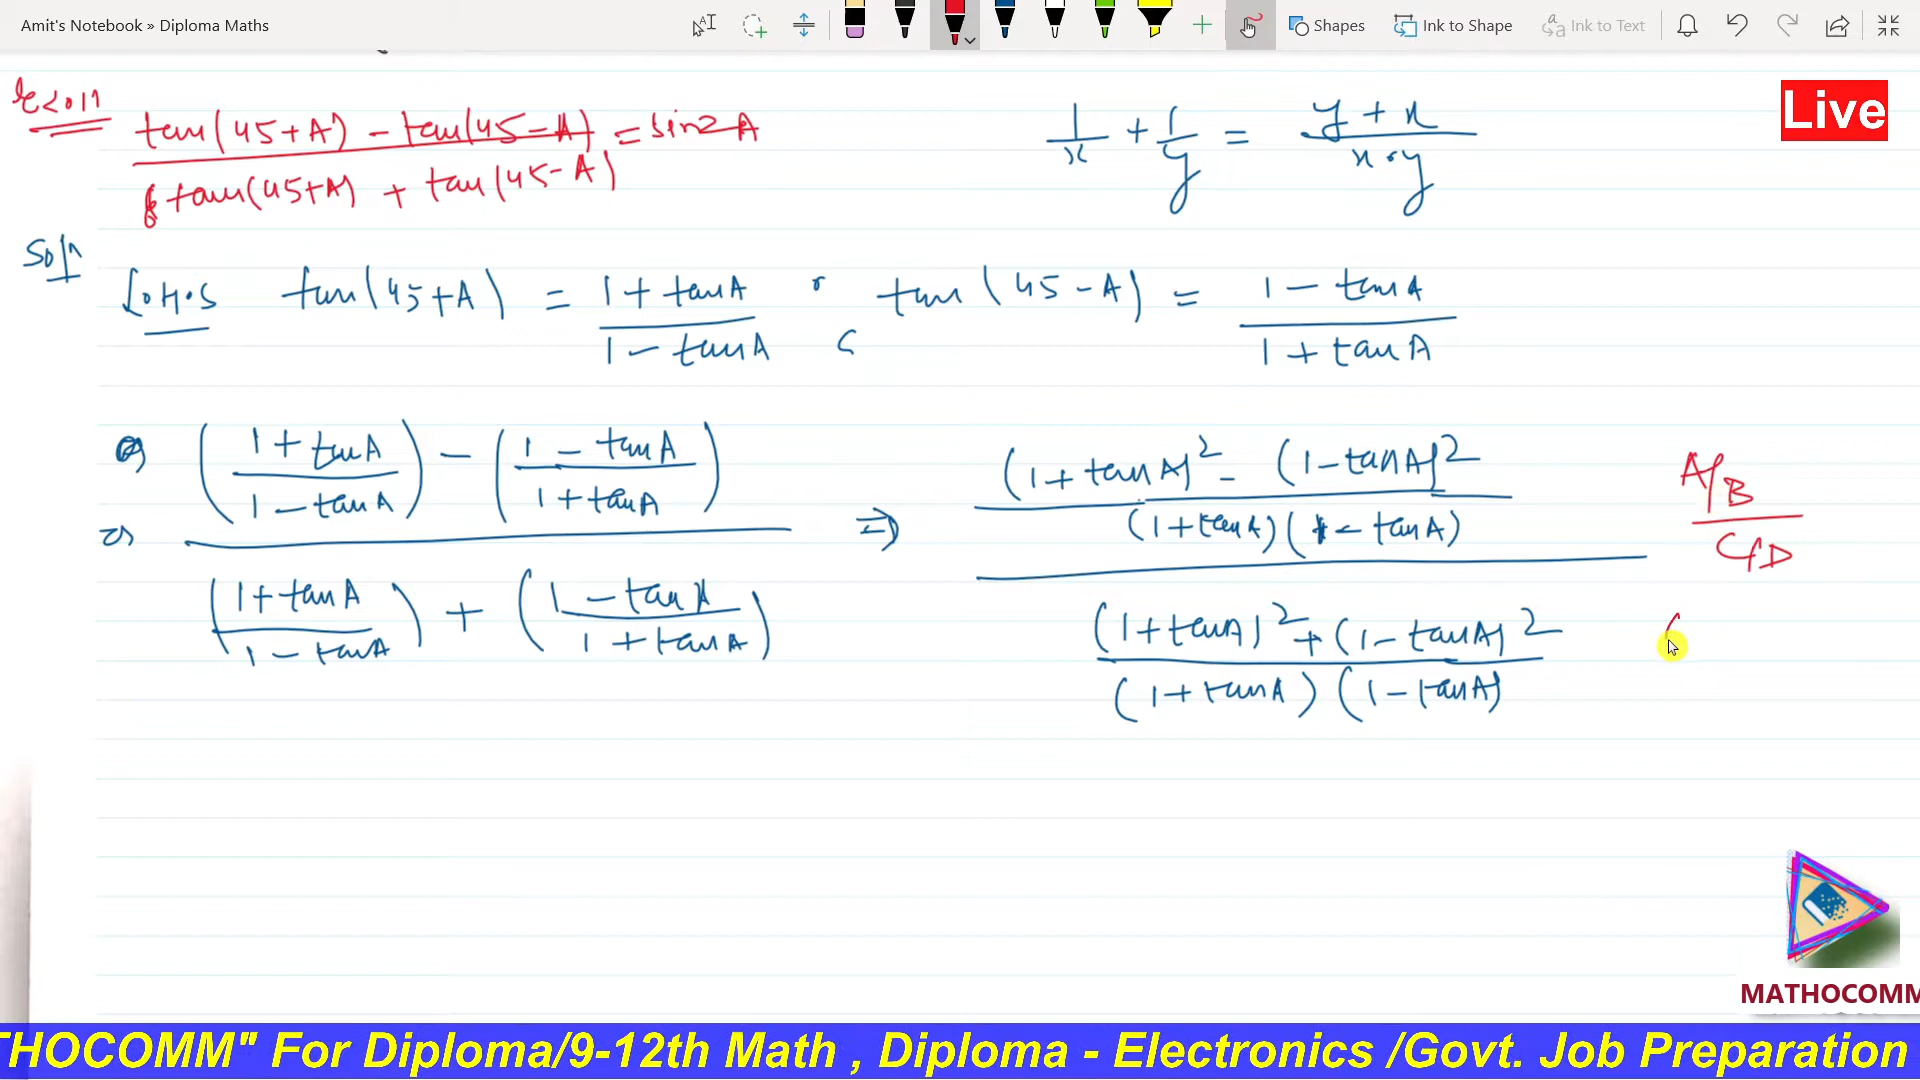 Amit's Notebook » Diploma Maths
Shapes
Ink to Shape
Ink to Text
Live
tan(45+A) - tan(45-A) = sin2A
tan(45+A) + tan(45-A)
1/x + 1/y = y + x / x . y
Sol^n
L.H.S tan(45+A) = 1 + tanA / 1 - tanA , tan(45-A) = 1 - tanA / 1 + tanA
(1+tanA / 1-tanA) - (1-tanA / 1+tanA)
⇒
(1+tanA / 1-tanA) + (1-tanA / 1+tanA)
⇒ (1+tanA)² - (1-tanA)²
(1+tanA)(1-tanA)
(1+tanA)² + (1-tanA)²
(1+tanA)(1-tanA)
A/B
C/D
MATHOCOMM
THOCOMM" For Diploma/9-12th Math , Diploma - Electronics /Govt. Job Preparation